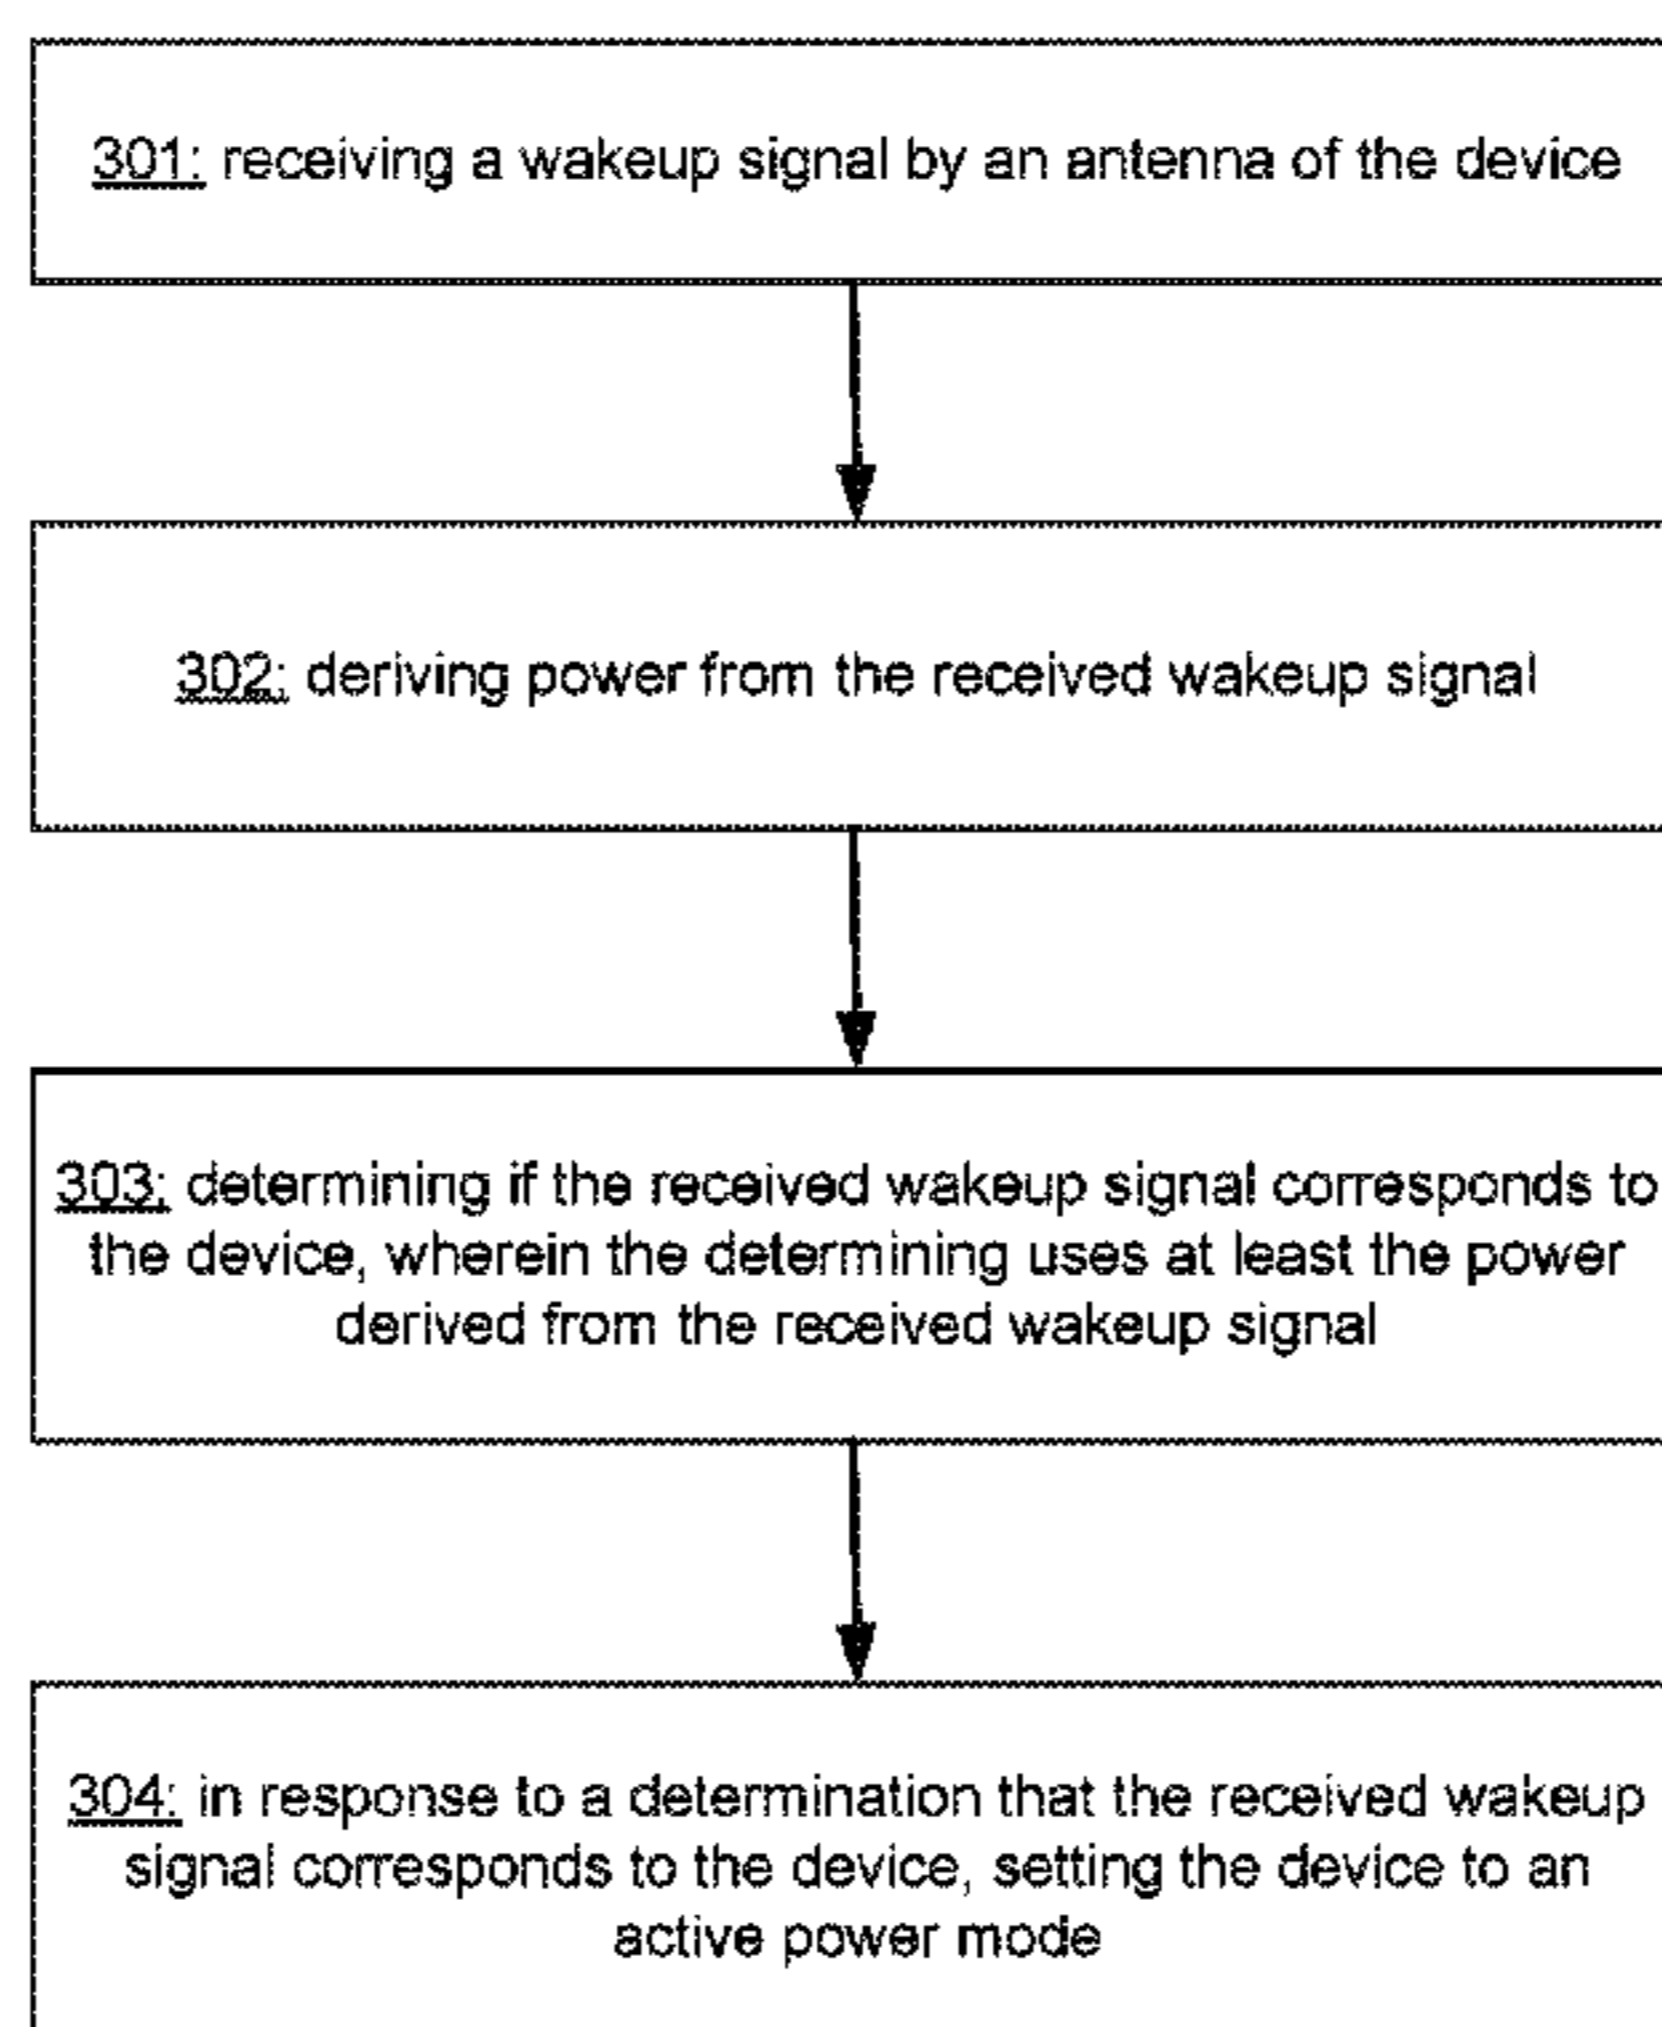 301: receiving a wakeup signal by an antenna of the device
302: deriving power from the received wakeup signal
303: determining if the received wakeup signal corresponds to
the device, wherein the determining uses at least the power
derived from the received wakeup signal
304: in response to a determination that the received wakeup
signal corresponds to the device, setting the device to an
active power mode